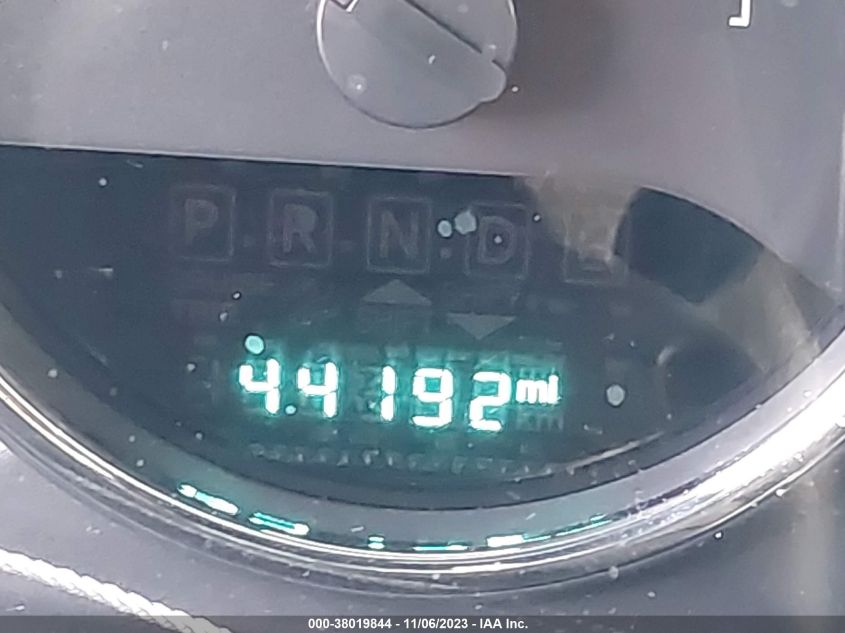 P R N D L
44192 mi
000-38019844 - 11/06/2023 - IAA Inc.